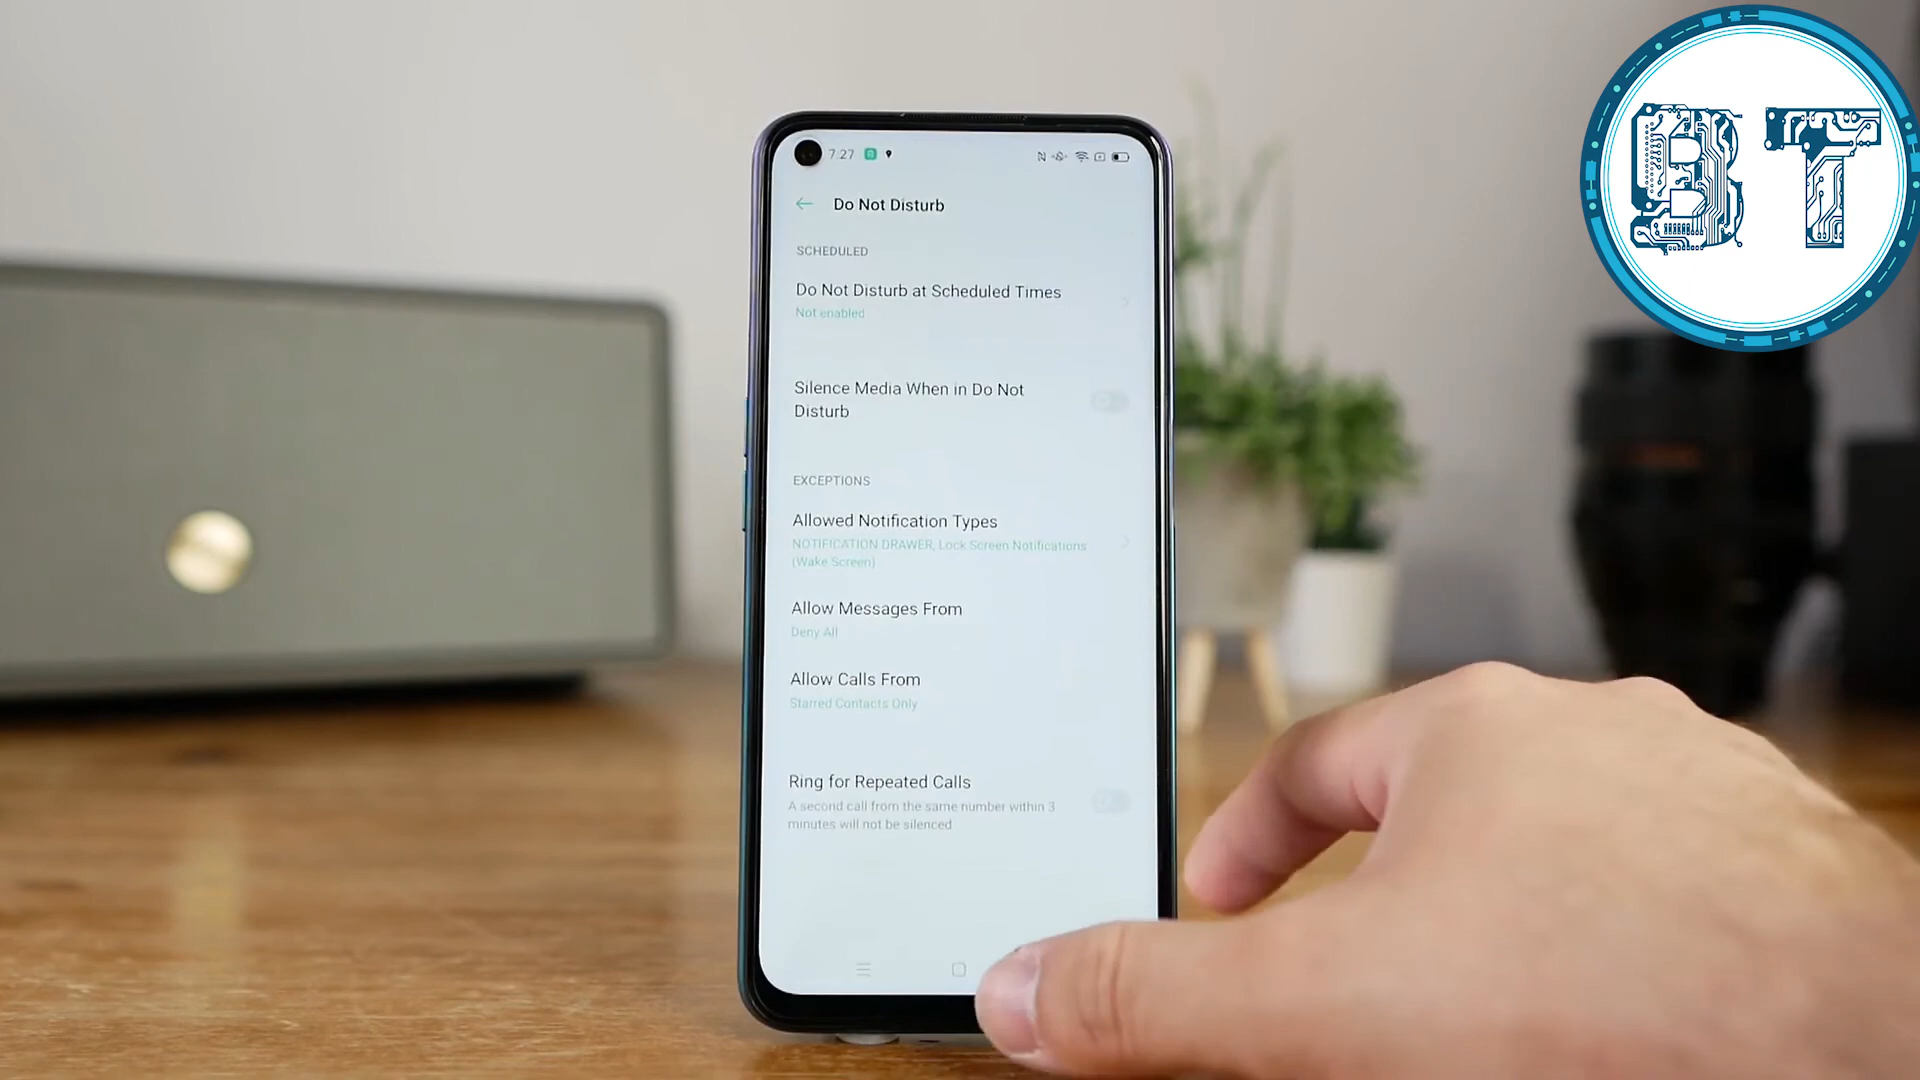 BT
7:27
Do Not Disturb
SCHEDULED
Do Not Disturb at Scheduled Times
Not enabled
Silence Media When in Do Not
Disturb
EXCEPTIONS
Allowed Notification Types
NOTIFICATION DRAWER, Lock Screen Notifications
(Wake Screen)
Allow Messages From
Deny All
Allow Calls From
Starred Contacts Only
Ring for Repeated Calls
A second call from the same number within 3
minutes will not be silenced